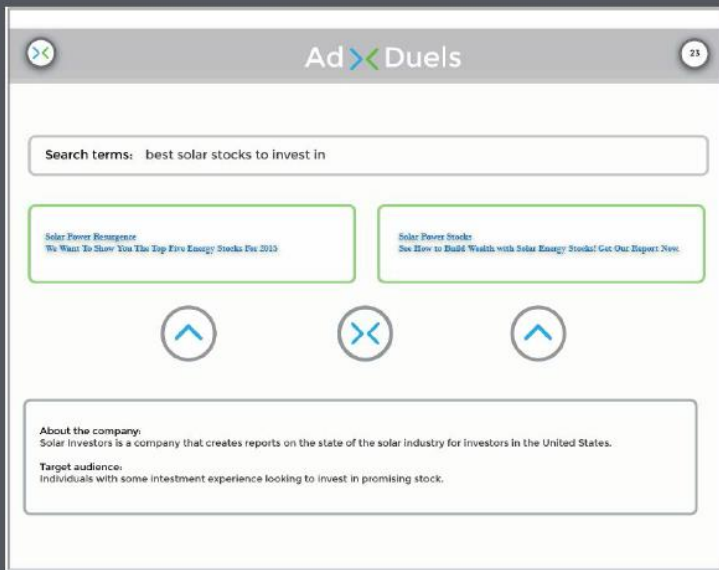 Ad Duels
23
Search terms: best solar stocks to invest in
Solar Power Resurgence
We Want To Show You The Top Five Energy Stocks For 2015
Solar Power Stocks
See How to Build Wealth with Solar Energy Stocks! Get Our Report Now.
About the company:
Solar Investors is a company that creates reports on the state of the solar industry for investors in the United States.
Target audience:
Individuals with some intestment experience looking to invest in promising stock.